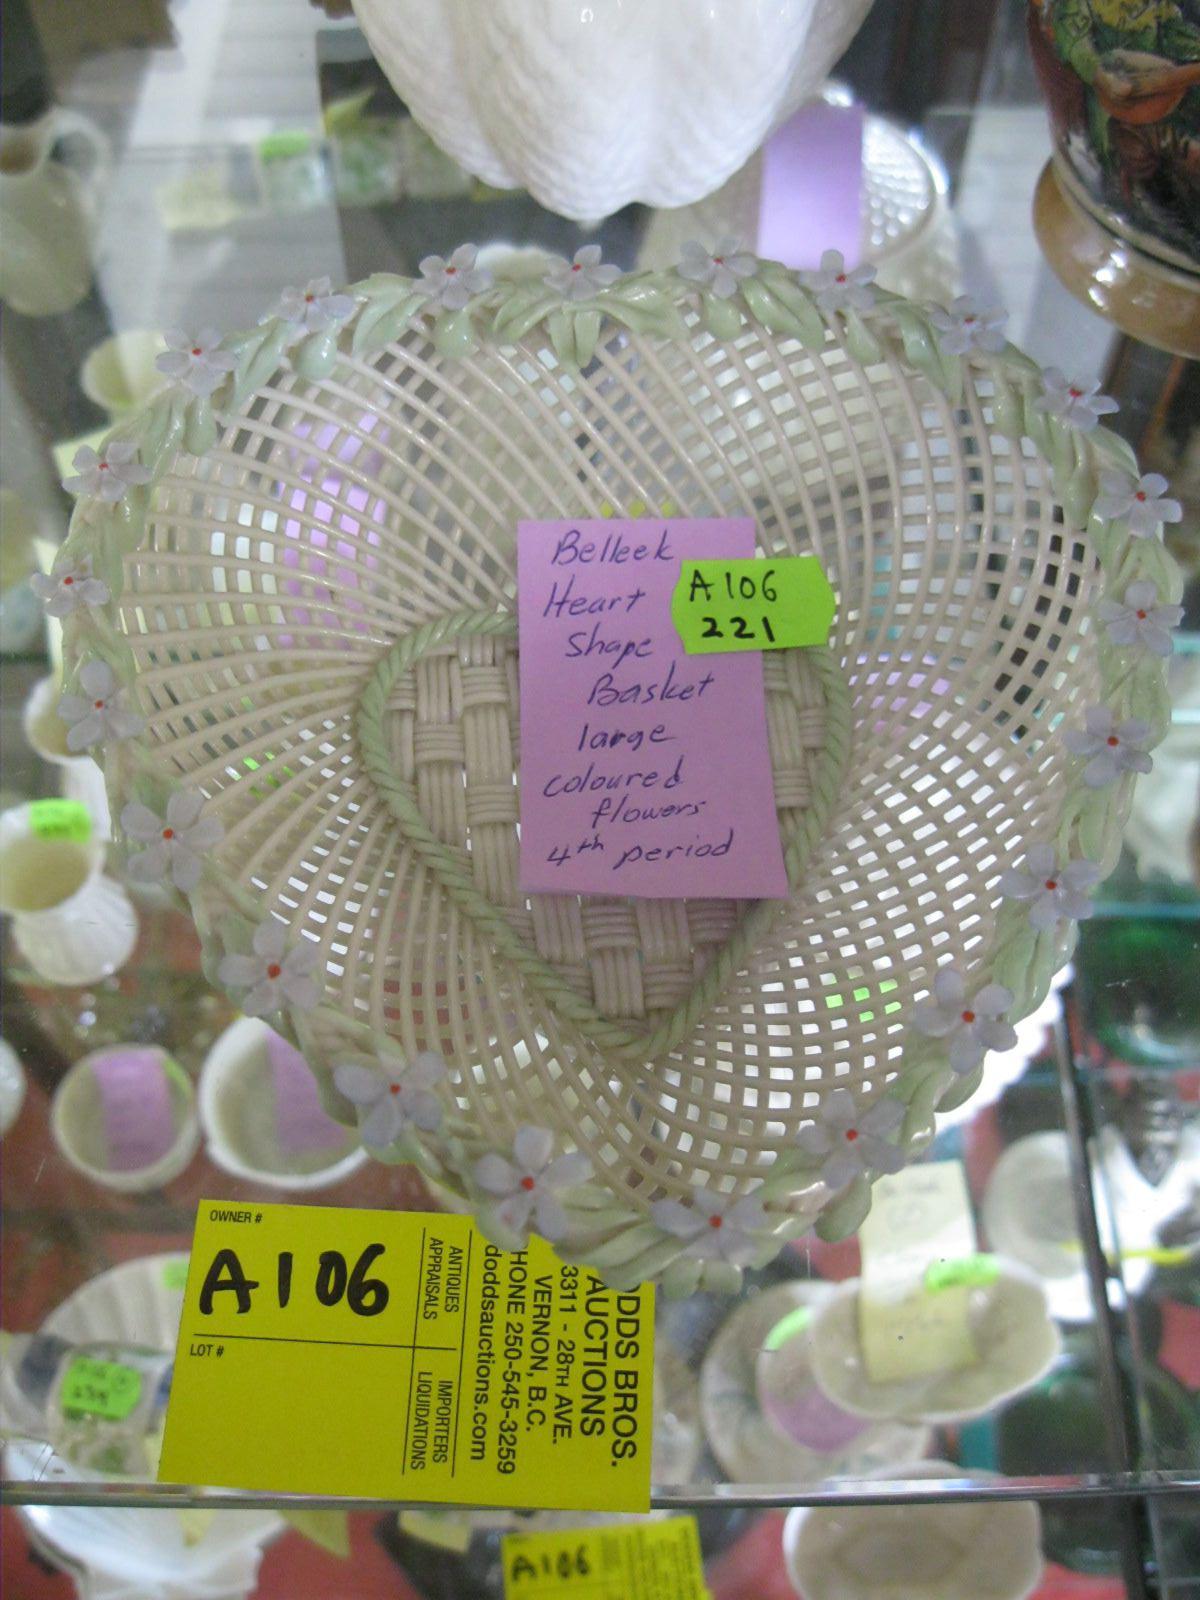 Belleek
Heart
Shape
Basket
large
coloured
flowers
4th period
A106
221
OWNER #
A106
LOT #
ANTIQUES
APPRAISALS
IMPORTERS
LIQUIDATIONS
ODDS BROS.
AUCTIONS
3311 - 28TH AVE.
VERNON, B.C.
HONE 250-545-3259
doddsauctions.com
A106